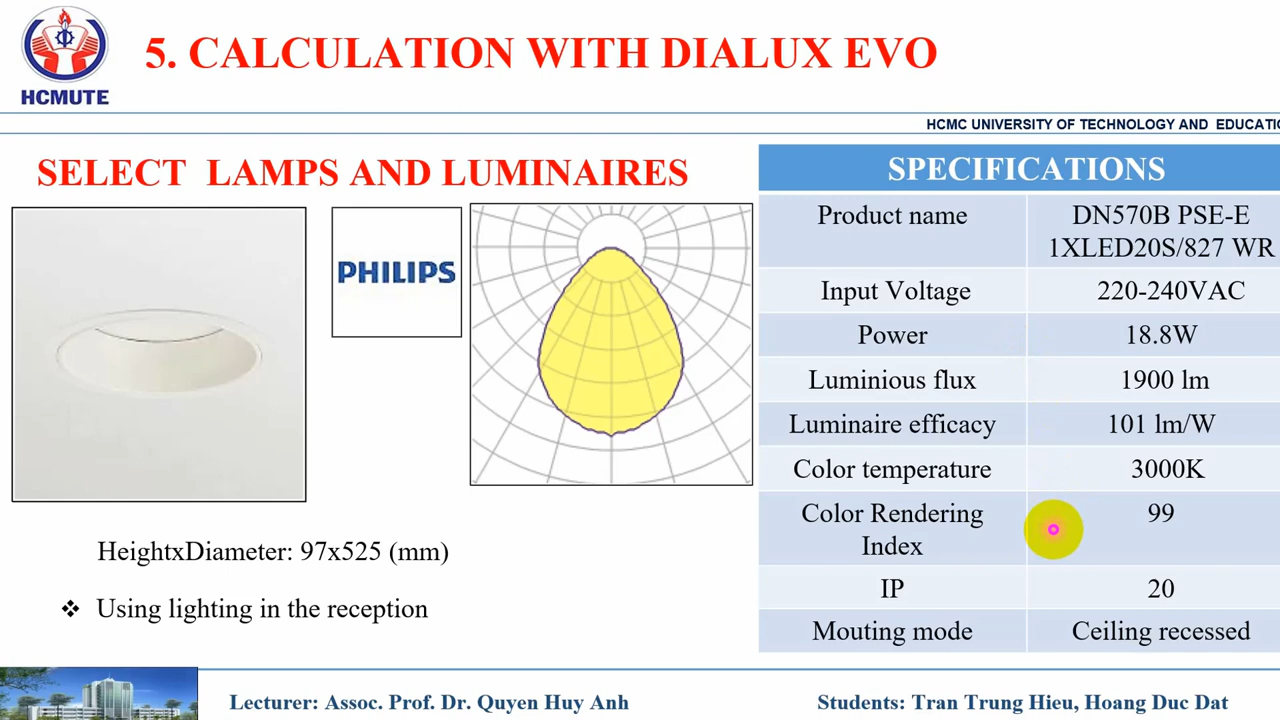 5. CALCULATION WITH DIALUX EVO
HCMUTE
HCMC UNIVERSITY OF TECHNOLOGY AND EDUCATIO
SELECT LAMPS AND LUMINAIRES
PHILIPS
SPECIFICATIONS
Product name
DN570B PSE-E
1XLED20S/827 WR
Input Voltage
220-240VAC
Power
18.8W
Luminious flux
1900 lm
Luminaire efficacy
101 lm/W
Color temperature
3000K
Color Rendering
Index
99
IP
20
Mouting mode
Ceiling recessed
HeightxDiameter: 97x525 (mm)
❖ Using lighting in the reception
Lecturer: Assoc. Prof. Dr. Quyen Huy Anh
Students: Tran Trung Hieu, Hoang Duc Dat